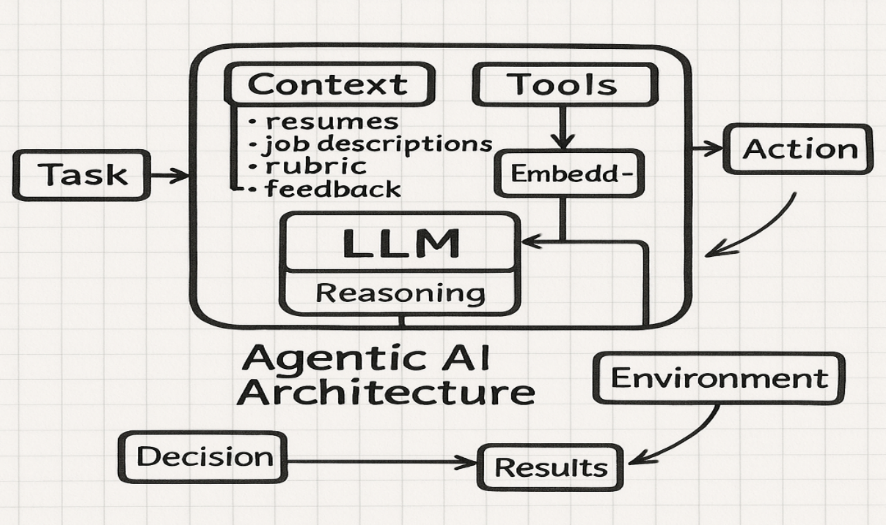 Context
Tools
· resumes
· job descriptions
· rubric
· feedback
Task
Embedd-
Action
LLM
Reasoning
Agentic AI
Architecture
Environment
Decision
Results